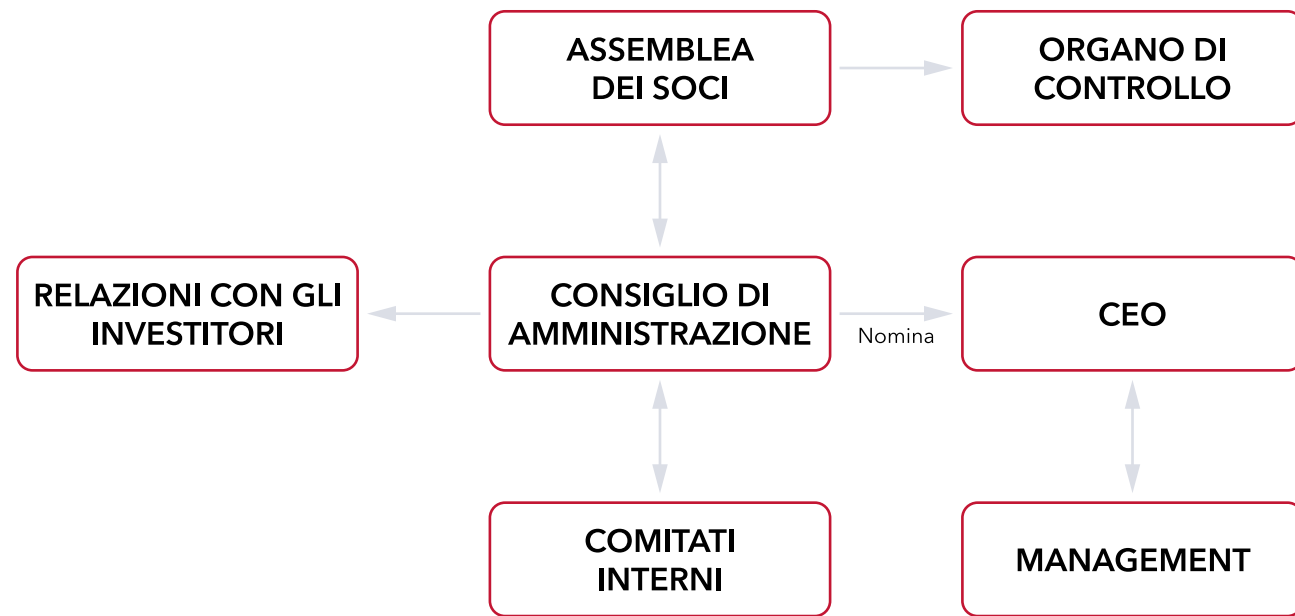 ASSEMBLEA
DEI SOCI
ORGANO DI
CONTROLLO
RELAZIONI CON GLI
INVESTITORI
CONSIGLIO DI
AMMINISTRAZIONE
Nomina
CEO
COMITATI
INTERNI
MANAGEMENT